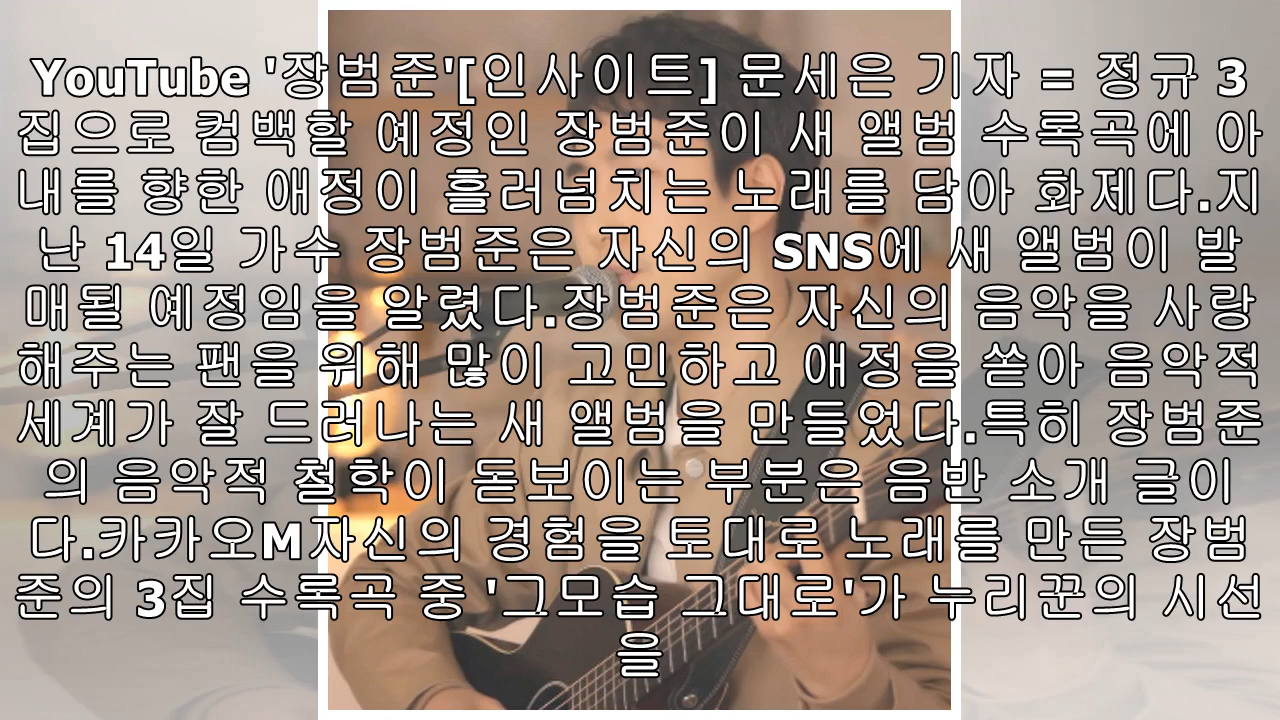 YouTube '장범준'[인사이트] 문세은 기자 = 정규 3
집으로 컴백할 예정인 장범준이 새 앨범 수록곡에 아
내를 향한 애정이 흘러넘치는 노래를 담아 화제다.지
난 14일 가수 장범준은 자신의 SNS에 새 앨범이 발
매될 예정임을 알렸다.장범준은 자신의 음악을 사랑
해주는 팬을 위해 많이 고민하고 애정을 쏟아 음악적
세계가 잘 드러나는 새 앨범을 만들었다.특히 장범준
의 음악적 철학이 돋보이는 부분은 음반 소개 글이
다.카카오M자신의 경험을 토대로 노래를 만든 장범
준의 3집 수록곡 중 '그모습 그대로'가 누리꾼의 시선
을